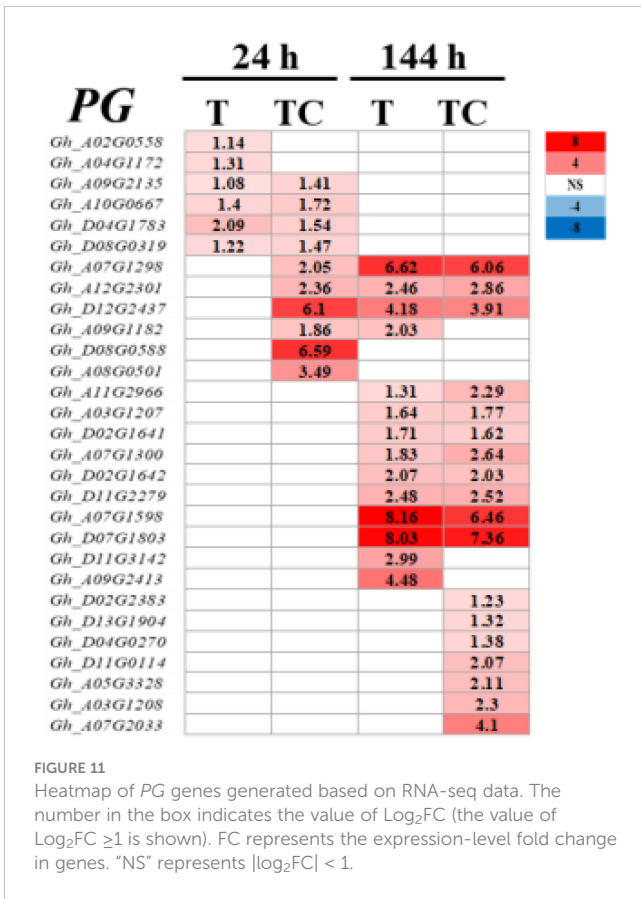 24 h 144 h
PG T TC T TC
Gh_A02G0558 1.14
Gh_A04G1172 1.31
Gh_A09G2135 1.08 1.41
Gh_A10G0667 1.4 1.72
Gh_D04G1783 2.09 1.54
Gh_D08G0319 1.22 1.47
Gh_A07G1298 2.05 6.62 6.06
Gh_A12G2301 2.36 2.46 2.86
Gh_D12G2437 6.1 4.18 3.91
Gh_A09G1182 1.86 2.03
Gh_D08G0588 6.59
Gh_A08G0501 3.49
Gh_A11G2966 1.31 2.29
Gh_A03G1207 1.64 1.77
Gh_D02G1641 1.71 1.62
Gh_A07G1300 1.83 2.64
Gh_D02G1642 2.07 2.03
Gh_D11G2279 2.48 2.52
Gh_A07G1598 8.16 6.46
Gh_D07G1803 8.03 7.36
Gh_D11G3142 2.99
Gh_A09G2413 4.48
Gh_D02G2383 1.23
Gh_D13G1904 1.32
Gh_D04G0270 1.38
Gh_D11G0114 2.07
Gh_A05G3328 2.11
Gh_A03G1208 2.3
Gh_A07G2033 4.1
8
4
NS
-4
-8
FIGURE 11
Heatmap of PG genes generated based on RNA-seq data. The
number in the box indicates the value of Log₂FC (the value of
Log₂FC ≥1 is shown). FC represents the expression-level fold change
in genes. “NS” represents |log₂FC| < 1.